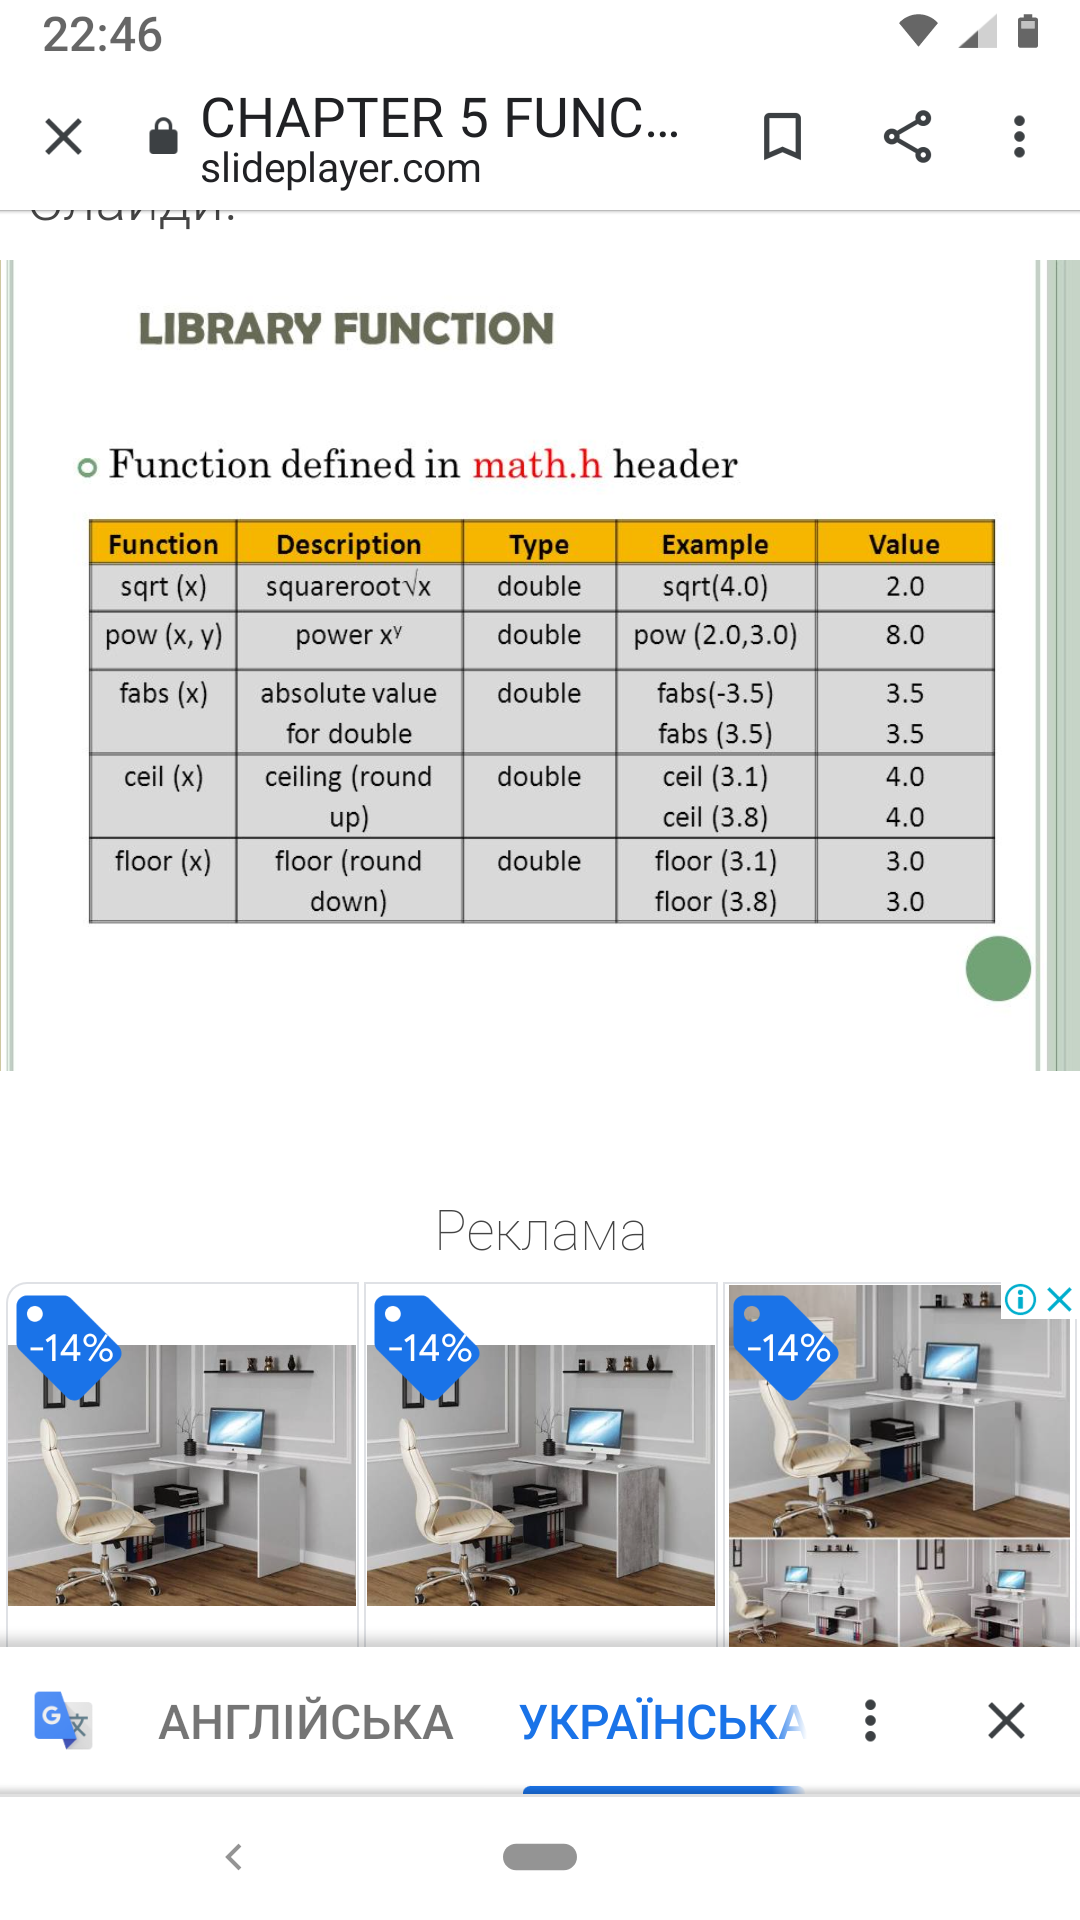 22:46
CHAPTER 5 FUNC...
slideplayer.com
Слайди:
LIBRARY FUNCTION
Function defined in math.h header
Function Description Type Example Value
sqrt (x) squareroot√x double sqrt(4.0) 2.0
pow (x, y) power xʸ double pow (2.0,3.0) 8.0
fabs (x) absolute value double fabs(-3.5) 3.5
for double fabs (3.5) 3.5
ceil (x) ceiling (round double ceil (3.1) 4.0
up) ceil (3.8) 4.0
floor (x) floor (round double floor (3.1) 3.0
down) floor (3.8) 3.0
Реклама
-14% -14% -14%
G 文 АНГЛІЙСЬКА УКРАЇНСЬКА